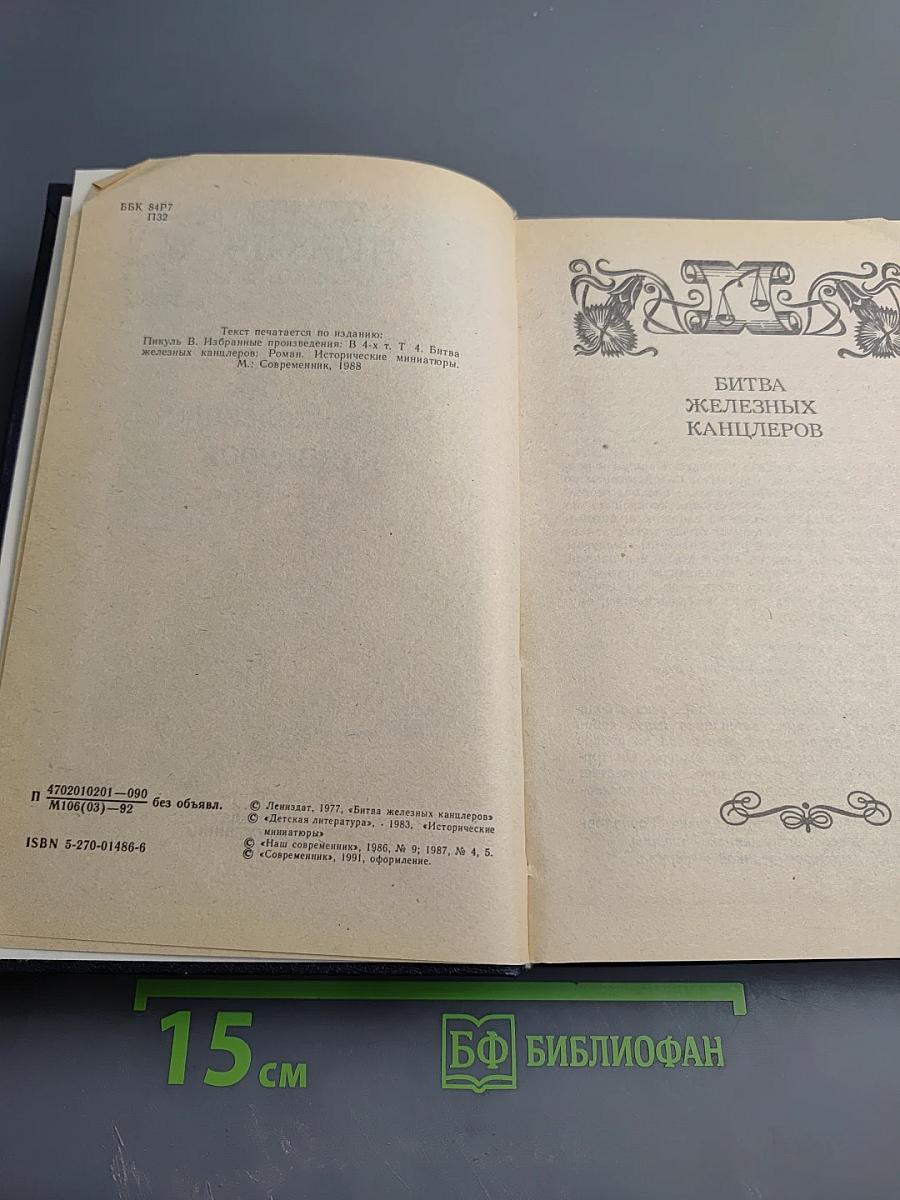 ББК 84Р7
П32
Текст печатается по изданию:
Пикуль В. Избранные произведения: В 4-х т. Т 4. Битва
железных канцлеров: Роман. Исторические миниатюры.
М.: Современник, 1988
П 4702010201—090
М106(03)—92 без объявл.
ISBN 5-270-01486-6
© Лениздат, 1977, «Битва железных канцлеров»
© «Детская литература», · 1983, «Исторические
миниатюры»
© «Наш современник», 1986, № 9; 1987, № 4, 5.
© «Современник», 1991, оформление.
БИТВА
ЖЕЛЕЗНЫХ
КАНЦЛЕРОВ
15 см
БФ БИБЛИОФАН